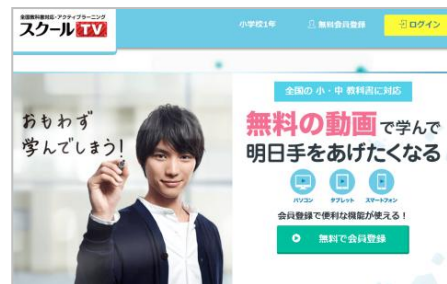 全国教科書対応・アクティブラーニング
スクールTV
小学校1年
無料会員登録
ログイン
全国の 小・中 教科書に対応
おもわず
学んでしまう!
無料の動画で学んで
明日手をあげたくなる
パソコン
タブレット
スマートフォン
会員登録で便利な機能が使える!
無料で会員登録